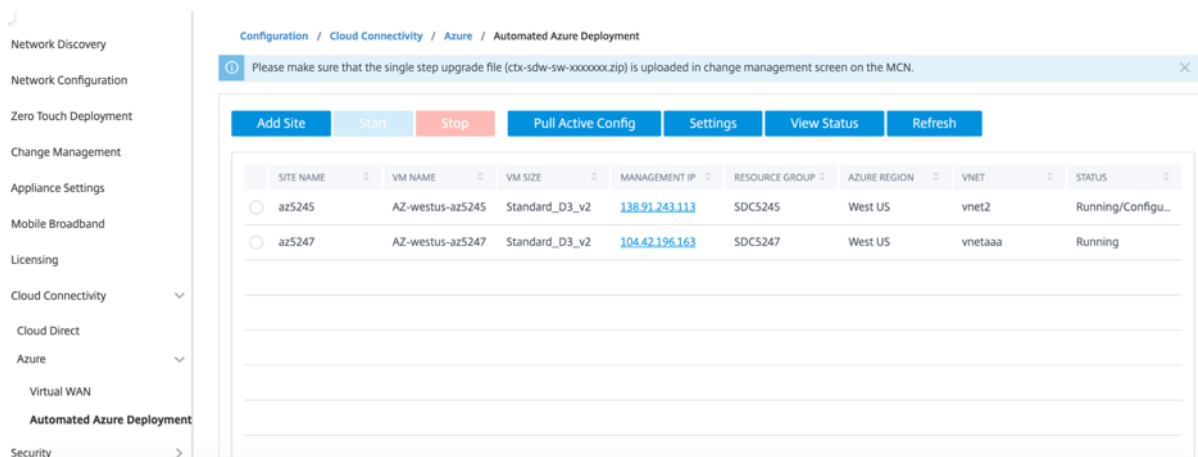 Network Discovery
Network Configuration
Zero Touch Deployment
Change Management
Appliance Settings
Mobile Broadband
Licensing
Cloud Connectivity
Cloud Direct
Azure
Virtual WAN
Automated Azure Deployment
Security
Configuration / Cloud Connectivity / Azure / Automated Azure Deployment
Please make sure that the single step upgrade file (ctx-sdw-sw-xxxxxxx.zip) is uploaded in change management screen on the MCN.
Add Site Start Stop Pull Active Config Settings View Status Refresh
SITE NAME VM NAME VM SIZE MANAGEMENT IP RESOURCE GROUP AZURE REGION VNET STATUS
az5245 AZ-westus-az5245 Standard_D3_v2 138.91.243.113 SDC5245 West US vnet2 Running/Configu...
az5247 AZ-westus-az5247 Standard_D3_v2 104.42.196.163 SDC5247 West US vnetaaa Running